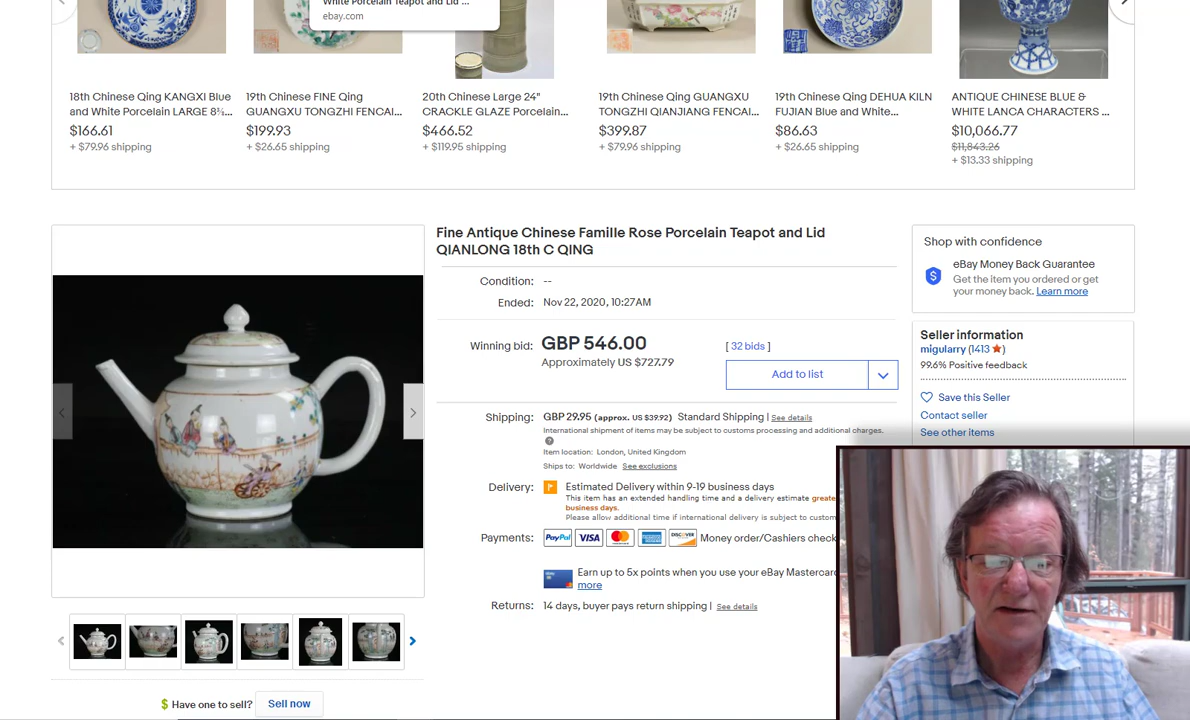 White Porcelain Teapot and Lid ...
ebay.com
18th Chinese Qing KANGXI Blue
and White Porcelain LARGE 8½...
$166.61
+ $79.96 shipping
19th Chinese FINE Qing
GUANGXU TONGZHI FENCAI...
$199.93
+ $26.65 shipping
20th Chinese Large 24"
CRACKLE GLAZE Porcelain...
$466.52
+ $119.95 shipping
19th Chinese Qing GUANGXU
TONGZHI QIANJIANG FENCAI...
$399.87
+ $79.96 shipping
19th Chinese Qing DEHUA KILN
FUJIAN Blue and White...
$86.63
+ $26.65 shipping
ANTIQUE CHINESE BLUE &
WHITE LANCA CHARACTERS ...
$10,066.77
$11,843.26
+ $13.33 shipping
Fine Antique Chinese Famille Rose Porcelain Teapot and Lid
QIANLONG 18th C QING
Condition: --
Ended: Nov 22, 2020, 10:27AM
Winning bid: GBP 546.00 [ 32 bids ]
Approximately US $727.79
Add to list
Shipping: GBP 29.95 (approx. US $39.92) Standard Shipping | See details
International shipment of items may be subject to customs processing and additional charges.
Item location: London, United Kingdom
Ships to: Worldwide See exclusions
Delivery: Estimated Delivery within 9-19 business days
This item has an extended handling time and a delivery estimate greate
business days.
Please allow additional time if international delivery is subject to custom
Payments: PayPal VISA MasterCard DISCOVER Money order/Cashiers check
Earn up to 5x points when you use your eBay Mastercard
more
Returns: 14 days, buyer pays return shipping | See details
Shop with confidence
eBay Money Back Guarantee
Get the item you ordered or get
your money back. Learn more
Seller information
migularry (1413 ★)
99.6% Positive feedback
Save this Seller
Contact seller
See other items
$ Have one to sell? Sell now